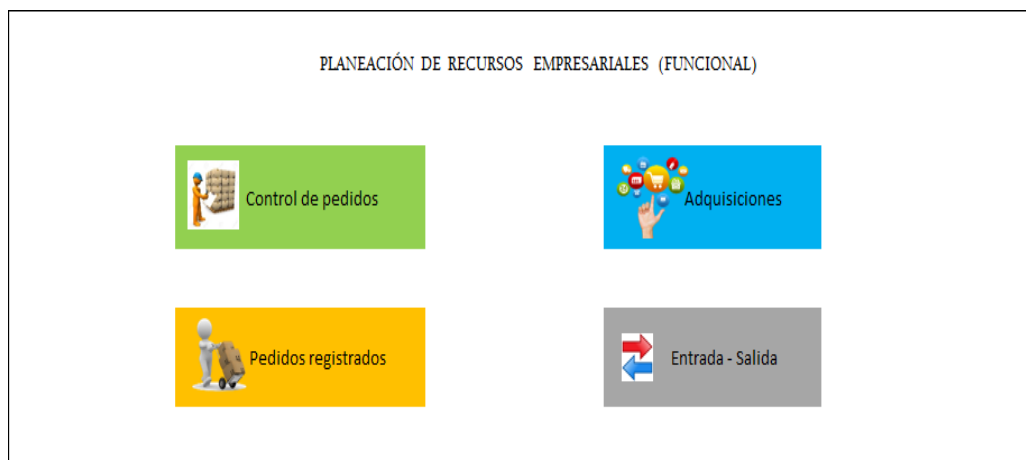 PLANEACIÓN DE RECURSOS EMPRESARIALES (FUNCIONAL)
Control de pedidos
Adquisiciones
Pedidos registrados
Entrada - Salida